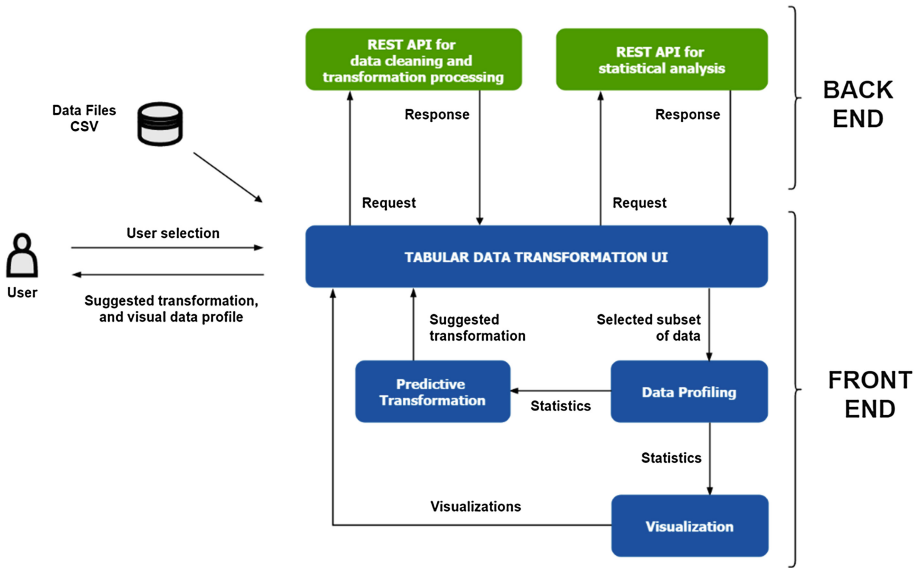 REST API for
data cleaning and
transformation processing
REST API for
statistical analysis
BACK
END
Data Files
CSV
Response
Response
Request
Request
User selection
TABULAR DATA TRANSFORMATION UI
User
Suggested transformation,
and visual data profile
Suggested
transformation
Selected subset
of data
Predictive
Transformation
Statistics
Data Profiling
FRONT
END
Statistics
Visualizations
Visualization